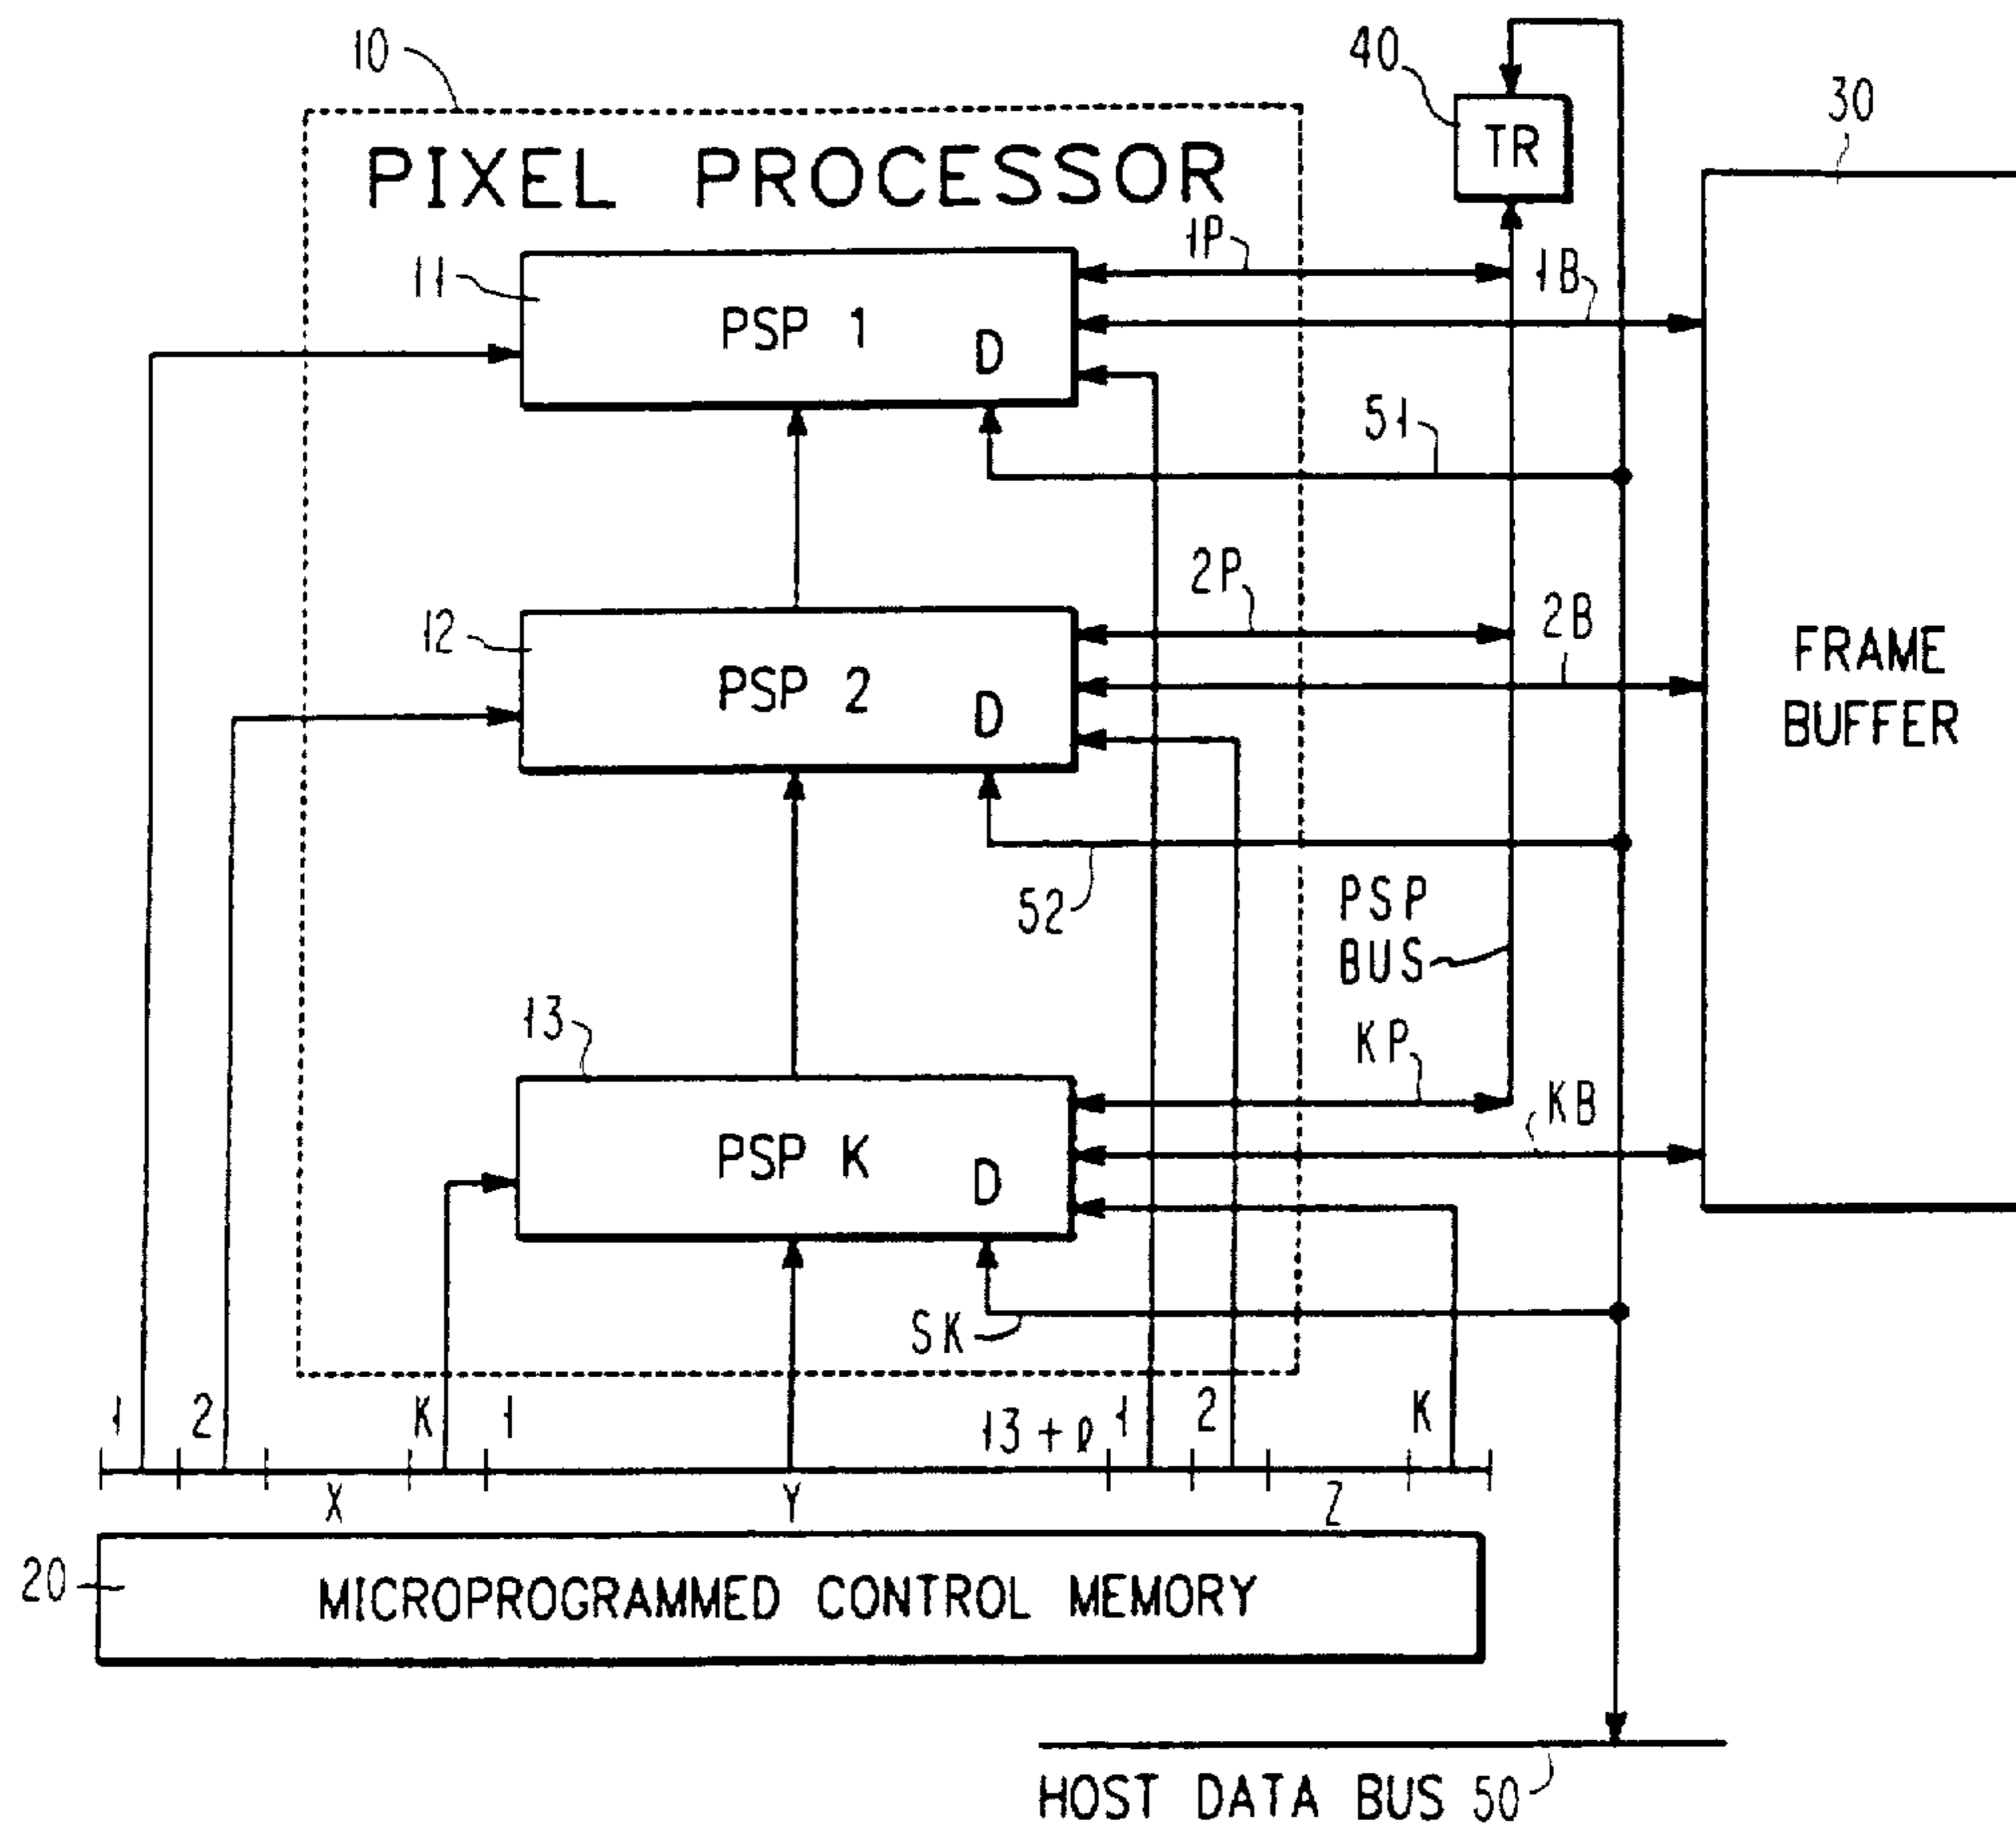 10
40
30
PIXEL PROCESSOR
TR
1P
1B
11
PSP 1
D
51
2P
2B
12
PSP 2
D
FRAME
BUFFER
52
PSP
BUS
13
KP
KB
PSP K
D
SK
1
2
K
1
13 + ℓ
1
2
K
X
Y
Z
20
MICROPROGRAMMED CONTROL MEMORY
HOST DATA BUS 50